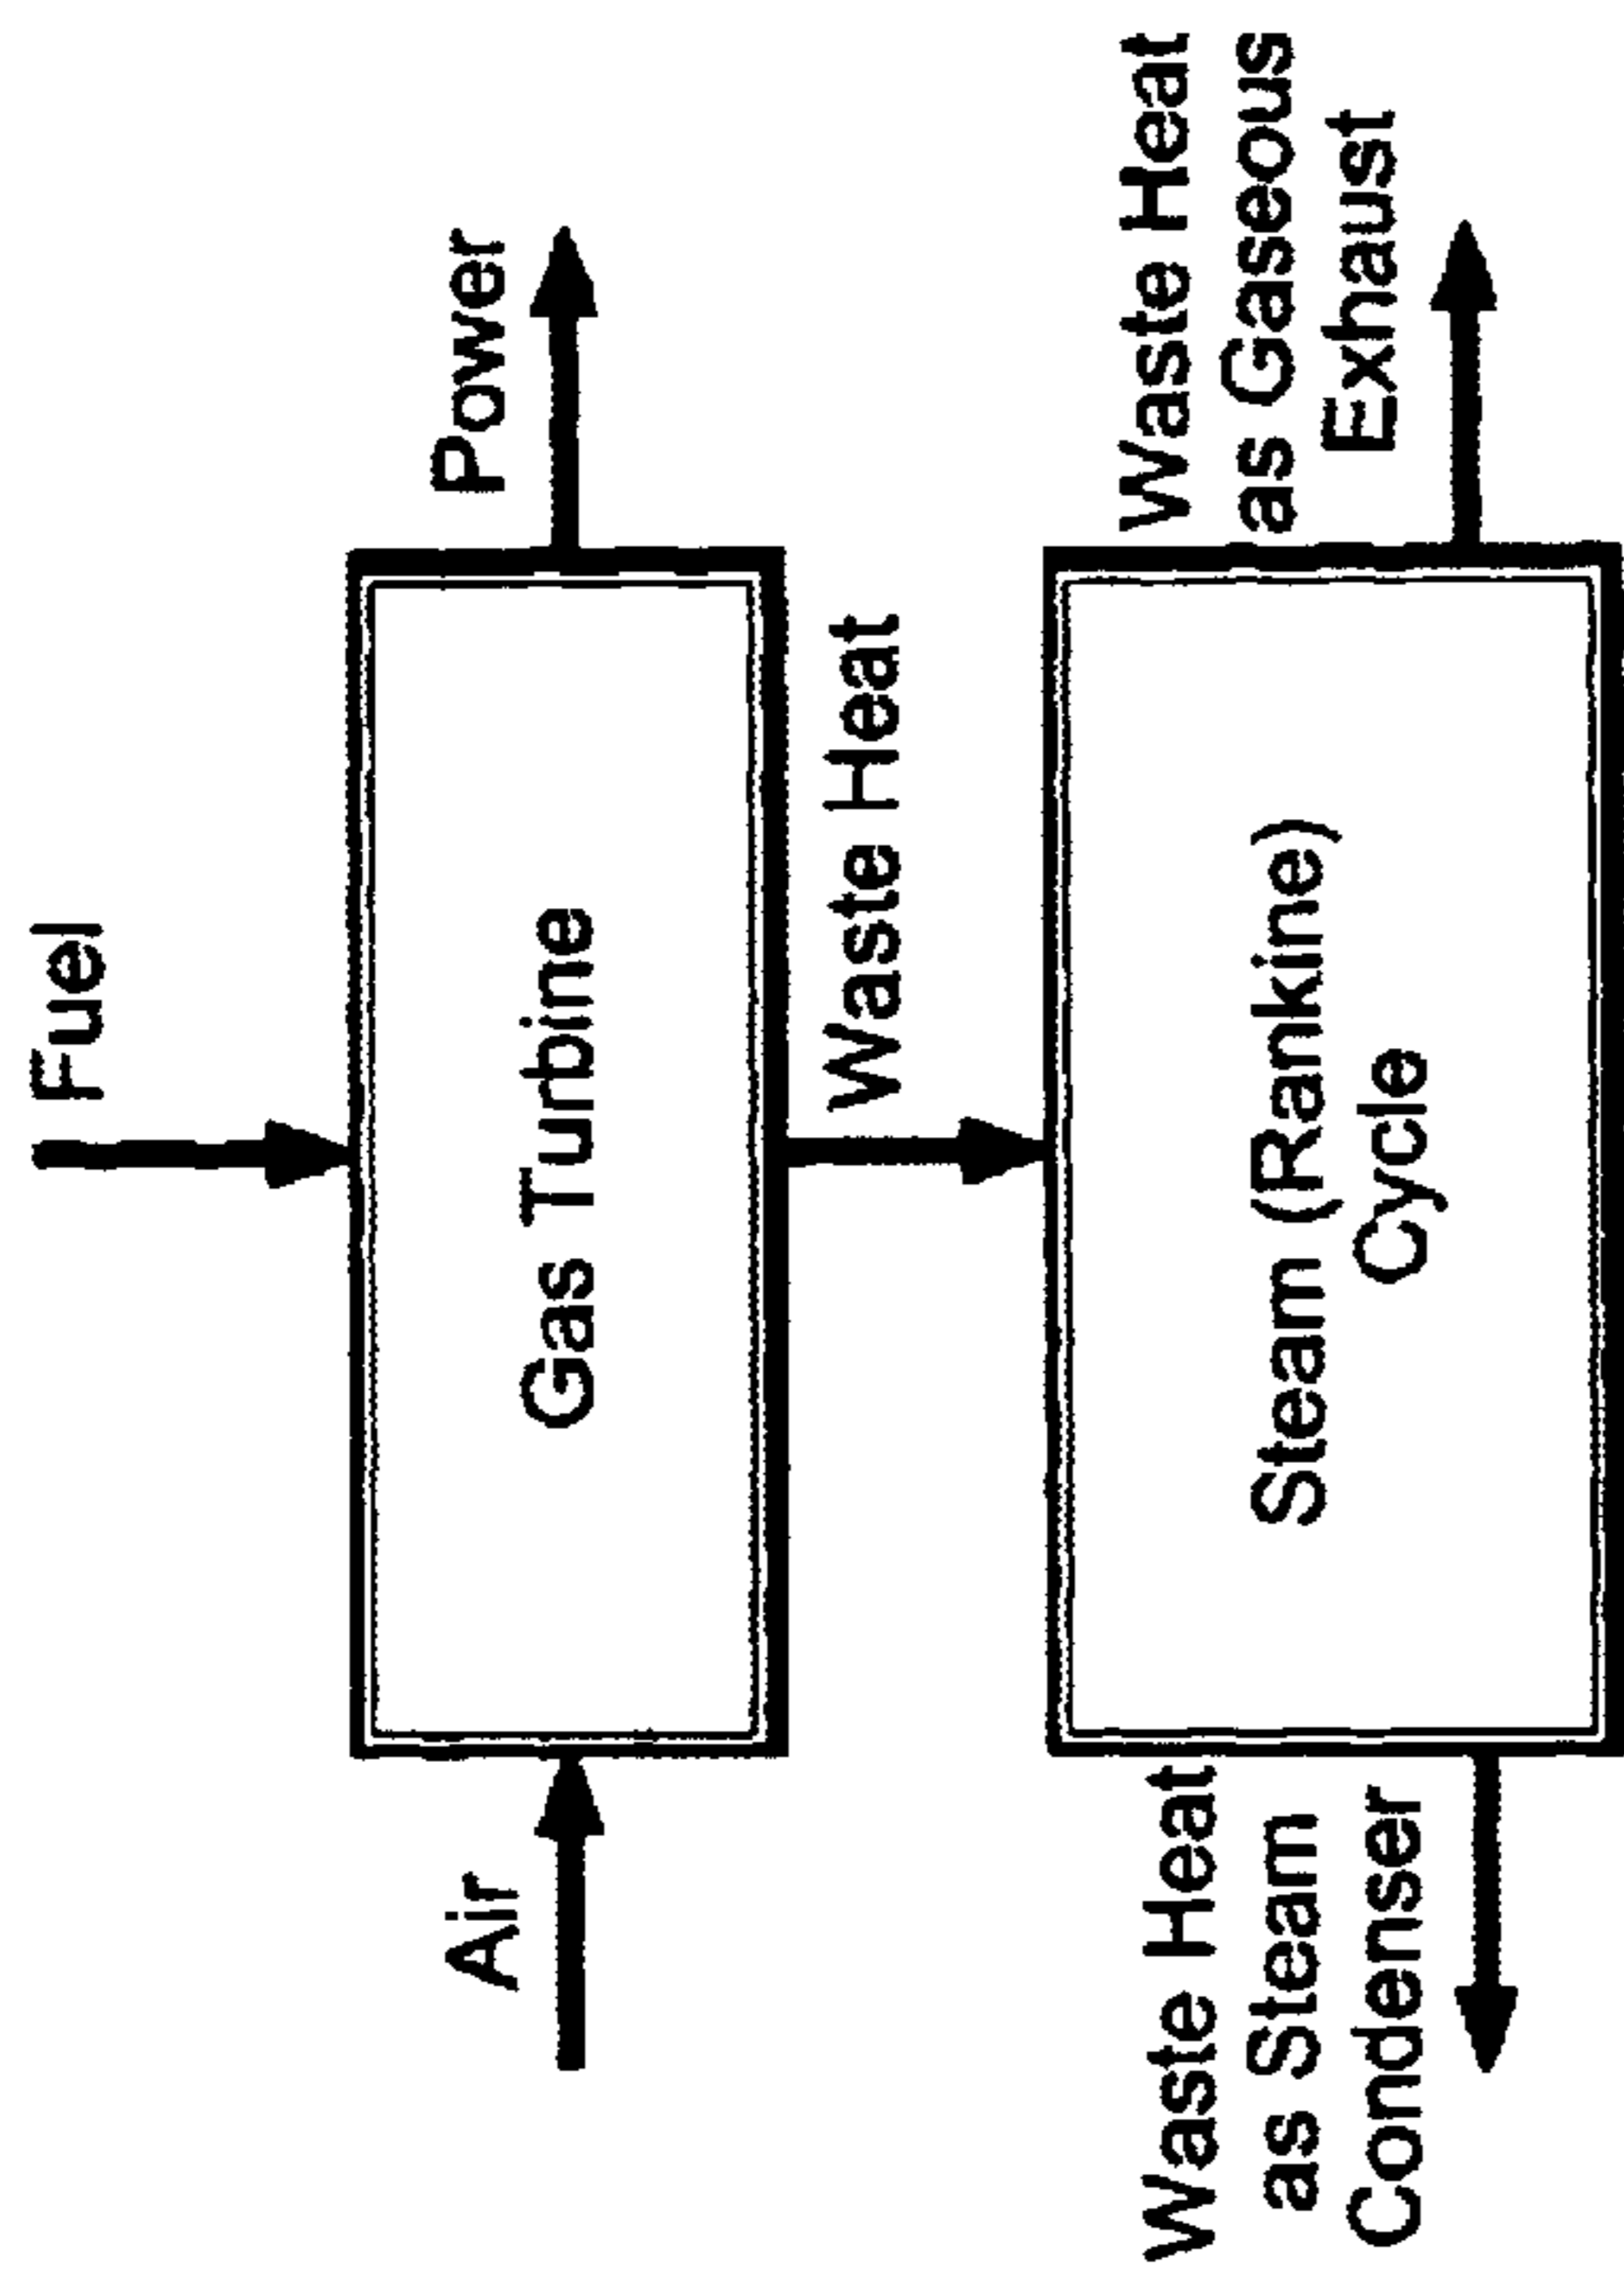 Fuel
Air
Gas Turbine
Power
Waste Heat
Waste Heat
as Steam
Condenser
Steam (Rankine)
Cycle
Waste Heat
as Gaseous
Exhaust